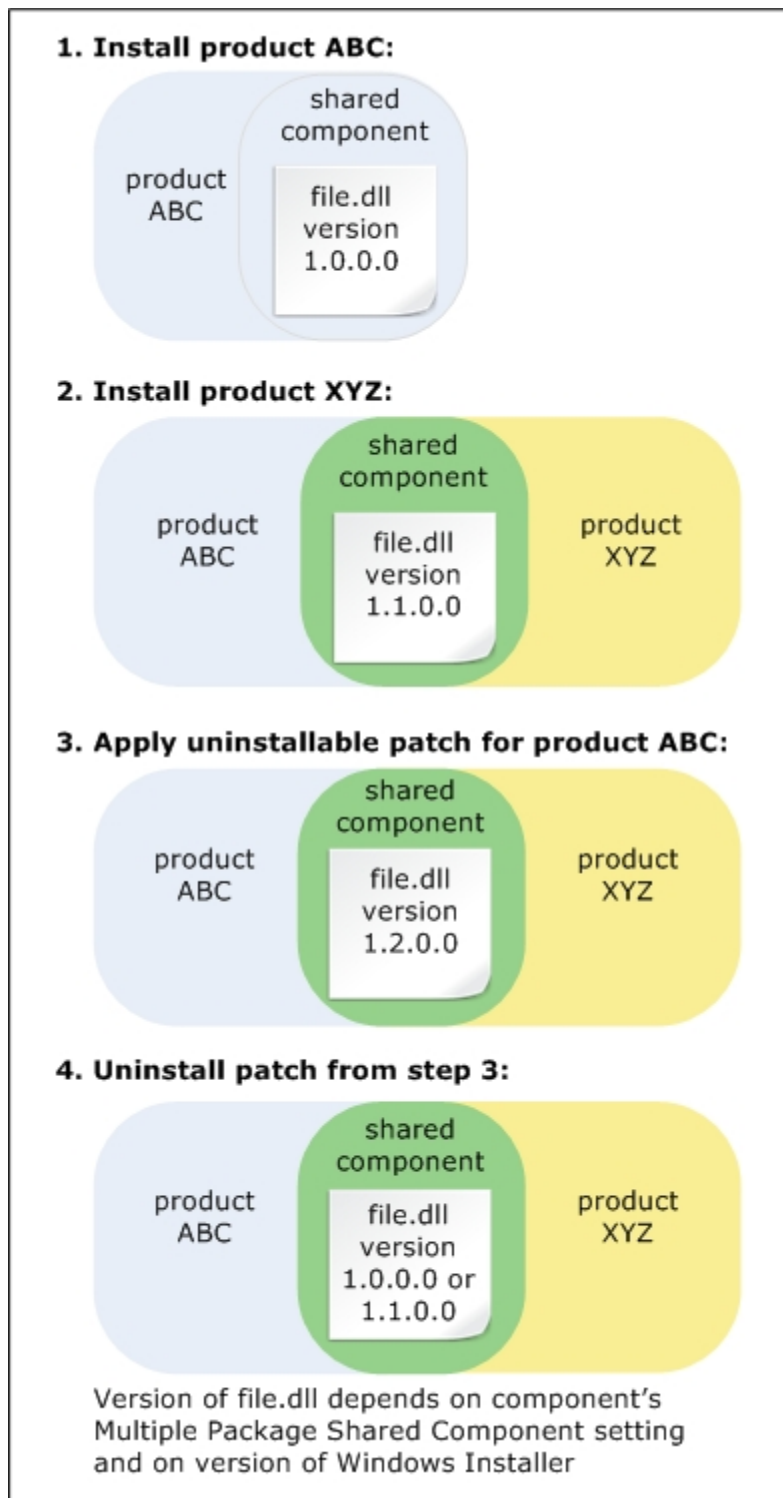 1. Install product ABC:
shared
component
product
ABC
file.dll
version
1.0.0.0
2. Install product XYZ:
shared
component
product
ABC
file.dll
version
1.1.0.0
product
XYZ
3. Apply uninstallable patch for product ABC:
shared
component
product
ABC
file.dll
version
1.2.0.0
product
XYZ
4. Uninstall patch from step 3:
shared
component
product
ABC
file.dll
version
1.0.0.0 or
1.1.0.0
product
XYZ
Version of file.dll depends on component's
Multiple Package Shared Component setting
and on version of Windows Installer